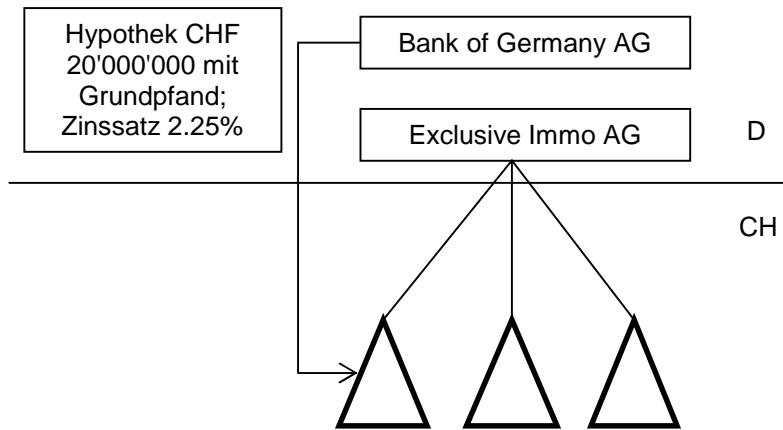 Hypothek CHF
20'000'000 mit
Grundpfand;
Zinssatz 2.25%
Bank of Germany AG
Exclusive Immo AG
D
CH